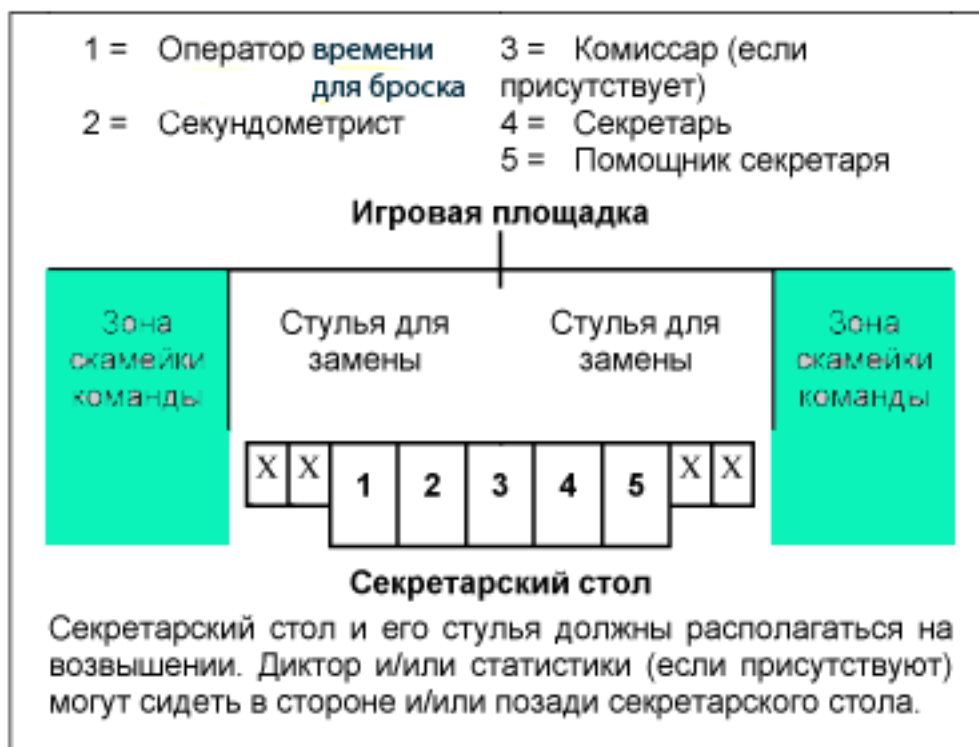 1 = Оператор времени для броска
2 = Секундометрист
3 = Комиссар (если присутствует)
4 = Секретарь
5 = Помощник секретаря
Игровая площадка
Зона скамейки команды
Стулья для замены
Стулья для замены
Зона скамейки команды
X X 1 2 3 4 5 X X
Секретарский стол
Секретарский стол и его стулья должны располагаться на
возвышении. Диктор и/или статистики (если присутствуют)
могут сидеть в стороне и/или позади секретарского стола.